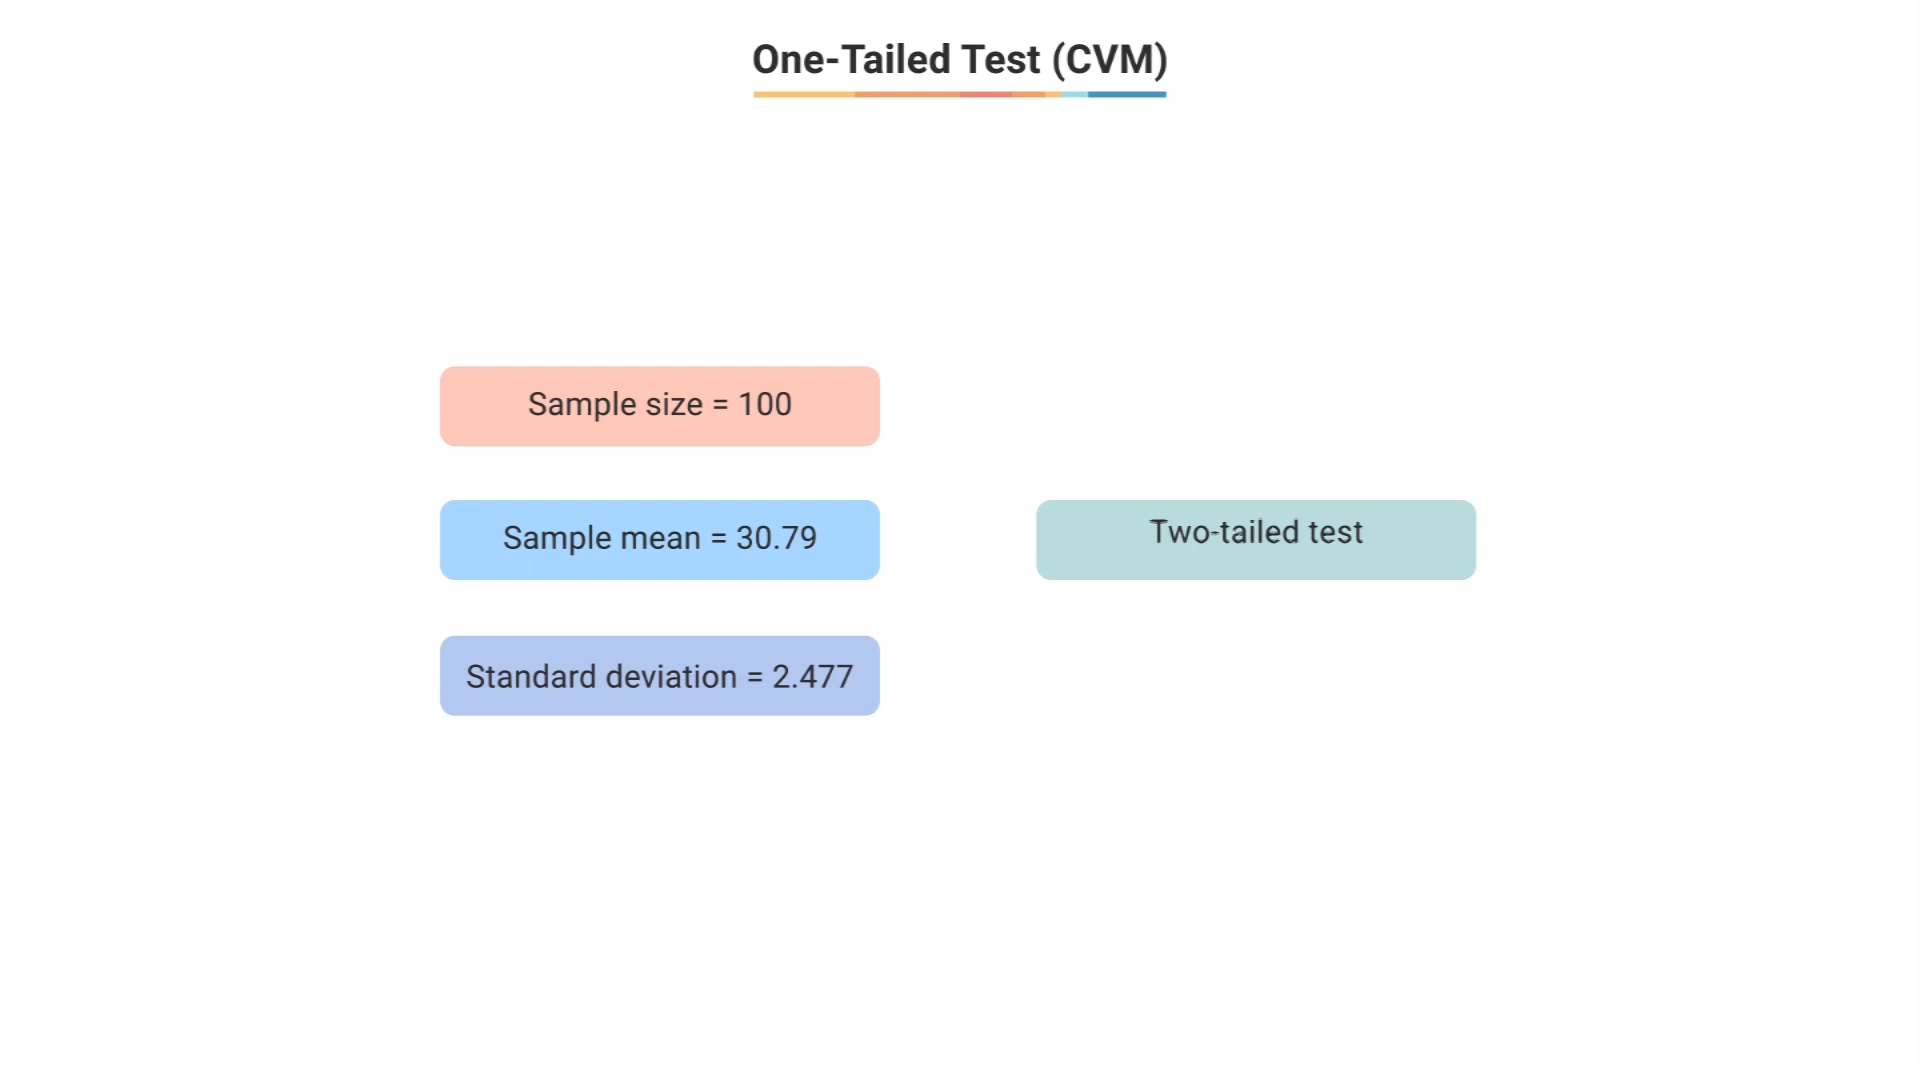 One-Tailed Test (CVM)
Sample size = 100
Sample mean = 30.79
Two-tailed test
Standard deviation = 2.477